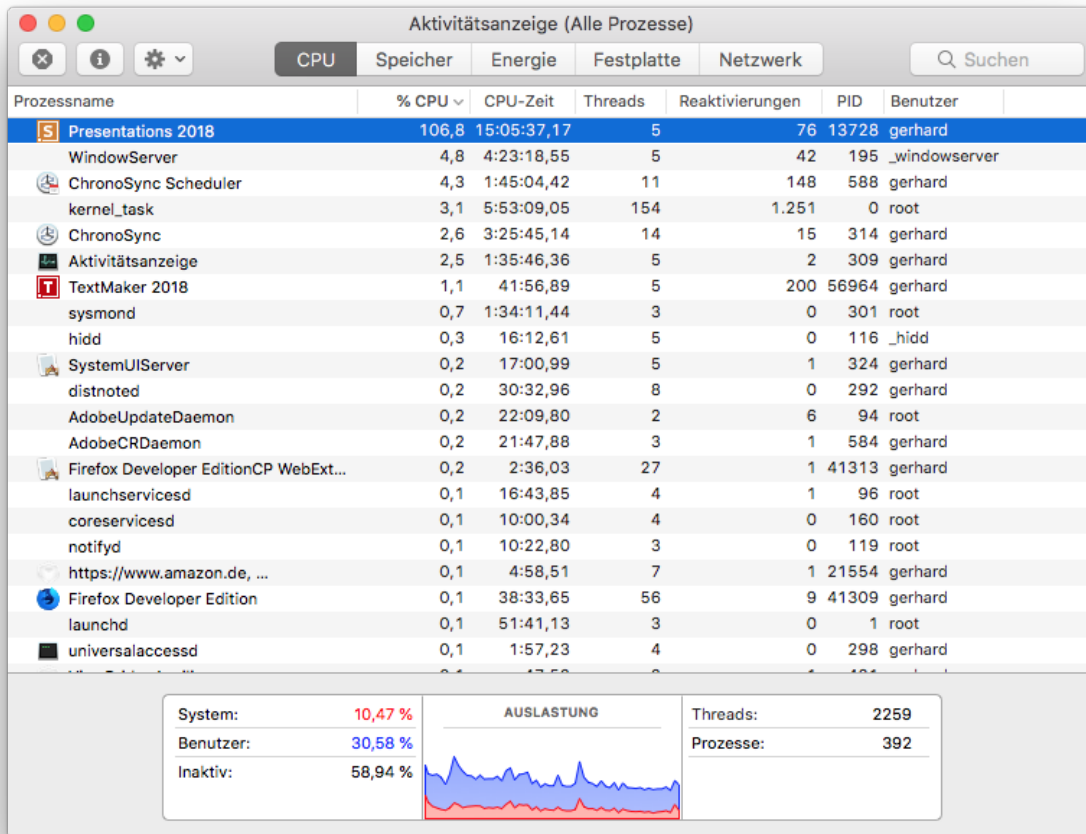 Aktivitätsanzeige (Alle Prozesse)
CPU Speicher Energie Festplatte Netzwerk Suchen
Prozessname % CPU CPU-Zeit Threads Reaktivierungen PID Benutzer
S Presentations 2018 106,8 15:05:37,17 5 76 13728 gerhard
WindowServer 4,8 4:23:18,55 5 42 195 _windowserver
ChronoSync Scheduler 4,3 1:45:04,42 11 148 588 gerhard
kernel_task 3,1 5:53:09,05 154 1.251 0 root
ChronoSync 2,6 3:25:45,14 14 15 314 gerhard
Aktivitätsanzeige 2,5 1:35:46,36 5 2 309 gerhard
T TextMaker 2018 1,1 41:56,89 5 200 56964 gerhard
sysmond 0,7 1:34:11,44 3 0 301 root
hidd 0,3 16:12,61 5 0 116 _hidd
SystemUIServer 0,2 17:00,99 5 1 324 gerhard
distnoted 0,2 30:32,96 8 0 292 gerhard
AdobeUpdateDaemon 0,2 22:09,80 2 6 94 root
AdobeCRDaemon 0,2 21:47,88 3 1 584 gerhard
Firefox Developer EditionCP WebExt... 0,2 2:36,03 27 1 41313 gerhard
launchservicesd 0,1 16:43,85 4 1 96 root
coreservicesd 0,1 10:00,34 4 0 160 root
notifyd 0,1 10:22,80 3 0 119 root
https://www.amazon.de, ... 0,1 4:58,51 7 1 21554 gerhard
Firefox Developer Edition 0,1 38:33,65 56 9 41309 gerhard
launchd 0,1 51:41,13 3 0 1 root
universalaccessd 0,1 1:57,23 4 0 298 gerhard
System: 10,47 % AUSLASTUNG Threads: 2259
Benutzer: 30,58 % Prozesse: 392
Inaktiv: 58,94 %